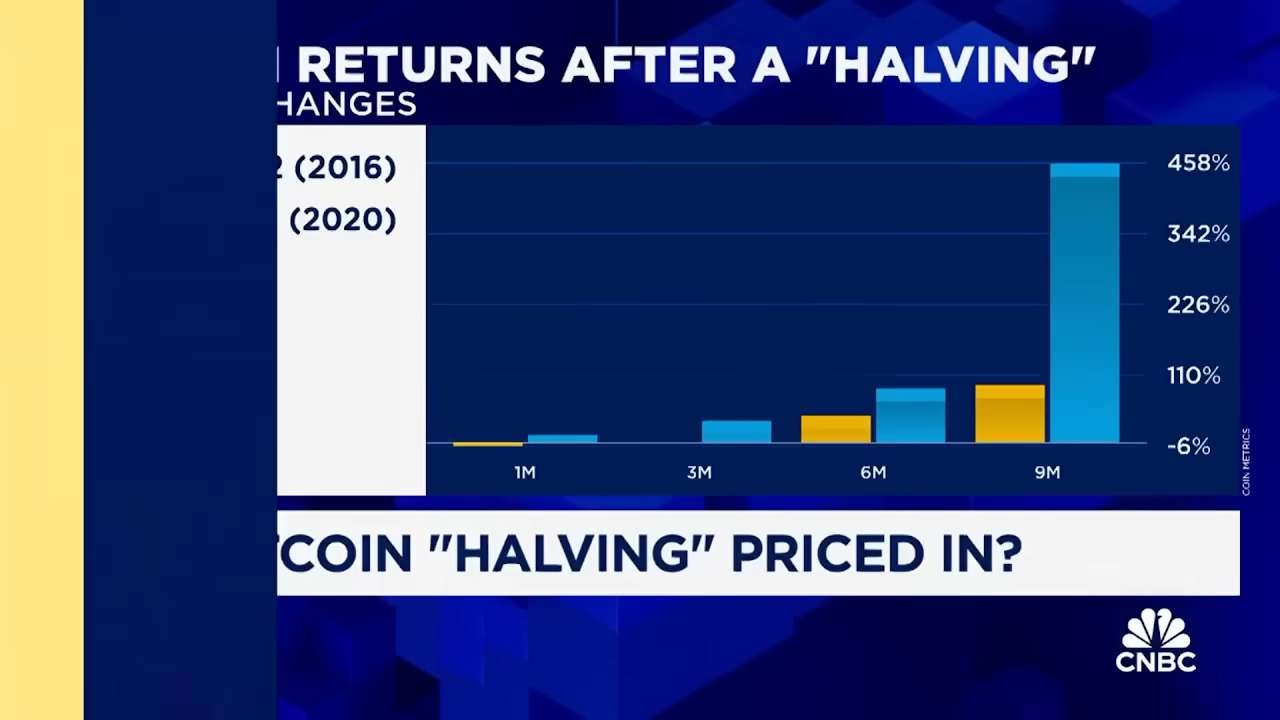 RETURNS AFTER A "HALVING"
HANGES
2 (2016)
(2020)
458%
342%
226%
110%
-6%
1M 3M 6M 9M
COIN METRICS
COIN "HALVING" PRICED IN?
CNBC